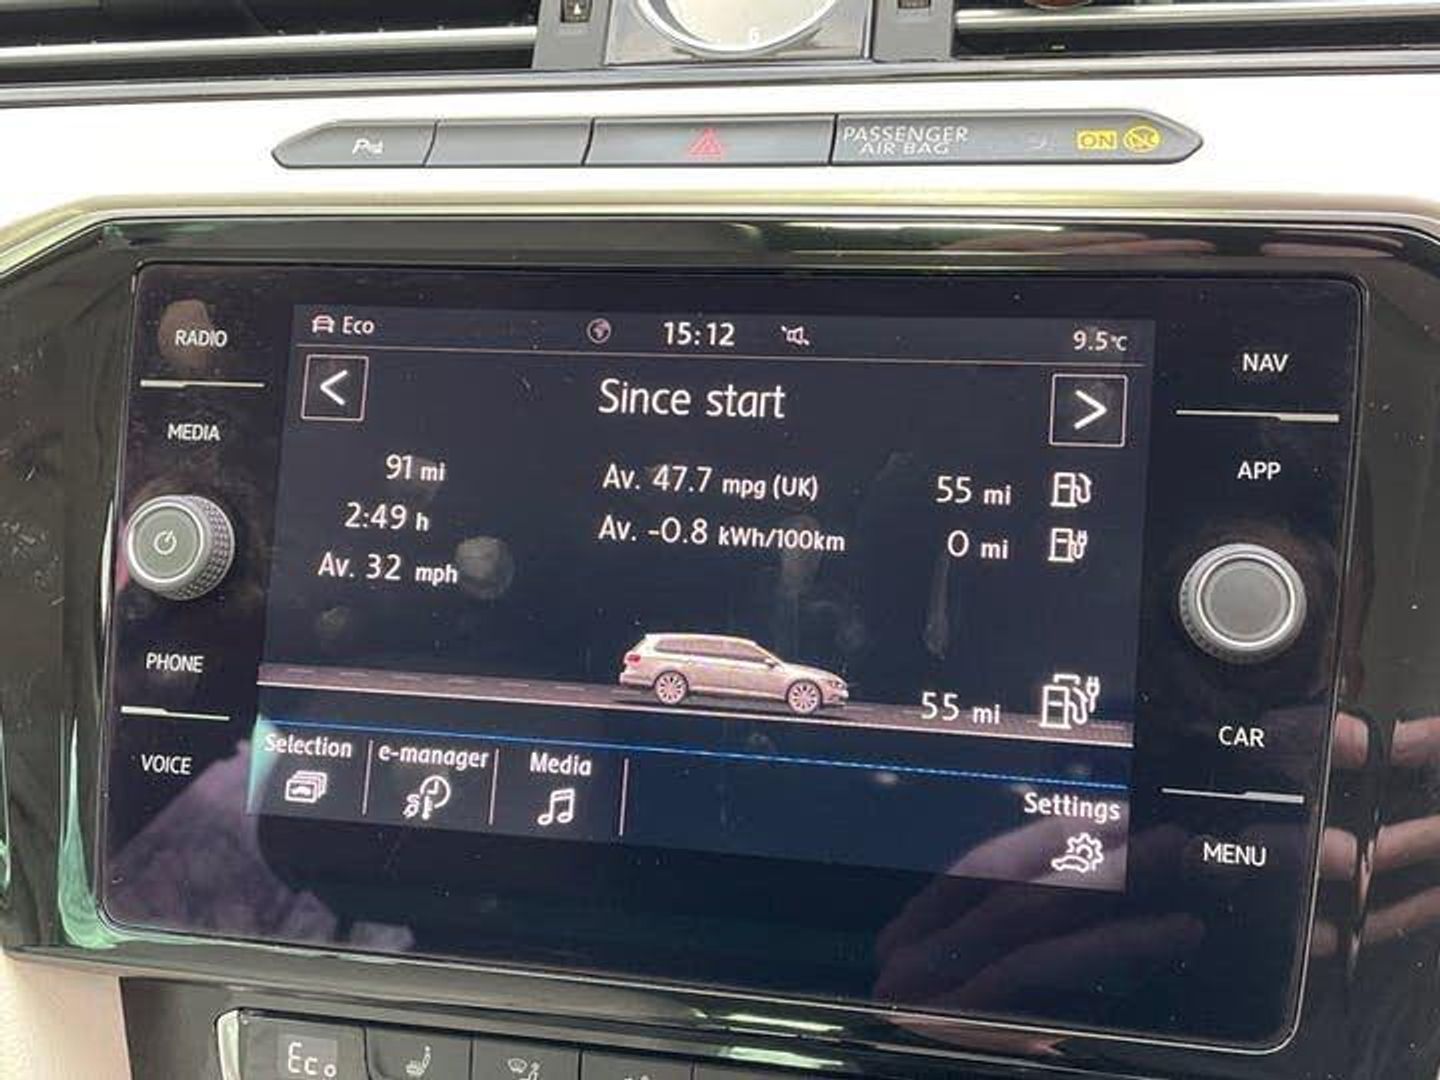 6
PASSENGER
AIR BAG
ON
RADIO
MEDIA
PHONE
VOICE
Eco
15:12
9.5°C
<
Since start
>
91 mi
2:49 h
Av. 32 mph
Av. 47.7 mpg (UK)
Av. -0.8 kWh/100km
55 mi
0 mi
55 mi
Selection
e-manager
Media
Settings
NAV
APP
CAR
MENU
Eco